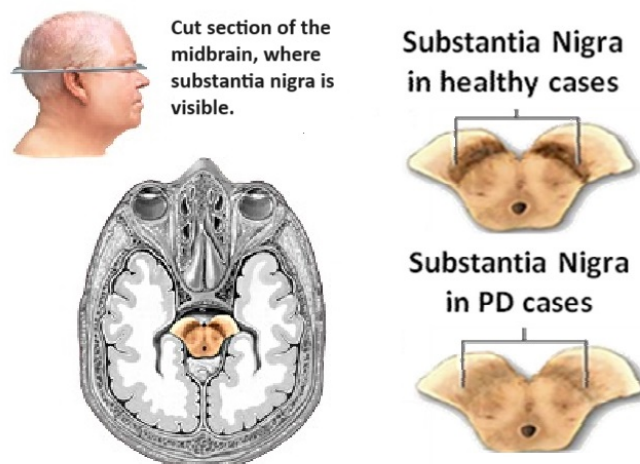 Cut section of the
midbrain, where
substantia nigra is
visible.
Substantia Nigra
in healthy cases
Substantia Nigra
in PD cases